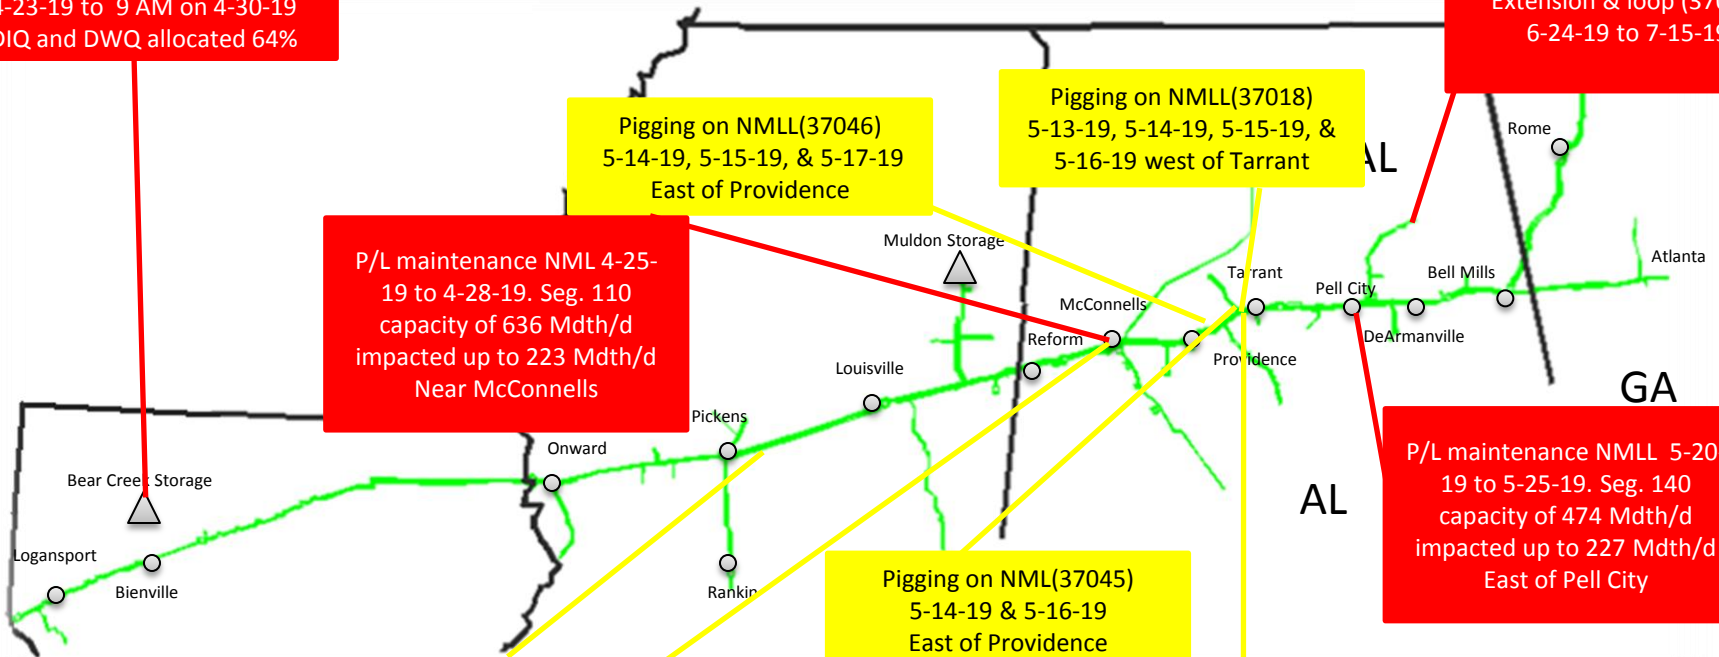 4-23-19 to 9 AM on 4-30-19
DIQ and DWQ allocated 64%
Extension & loop
6-24-19 to 7-15-19
Pigging on NMLL(37046)
5-14-19, 5-15-19, & 5-17-19
East of Providence
Pigging on NMLL(37018)
5-13-19, 5-14-19, 5-15-19, &
5-16-19 west of Tarrant
AL
Rome
P/L maintenance NML 4-25-
19 to 4-28-19. Seg. 110
capacity of 636 Mdth/d
impacted up to 223 Mdth/d
Near McConnells
Muldon Storage
Tarrant
Pell City
Bell Mills
Atlanta
McConnells
Reform
Providence
DeArmanville
Louisville
GA
Pickens
Onward
Bear Creek Storage
AL
P/L maintenance NMLL 5-20
19 to 5-25-19. Seg. 140
capacity of 474 Mdth/d
impacted up to 227 Mdth/d
East of Pell City
Logansport
Bienville
Rankin
Pigging on NML(37045)
5-14-19 & 5-16-19
East of Providence